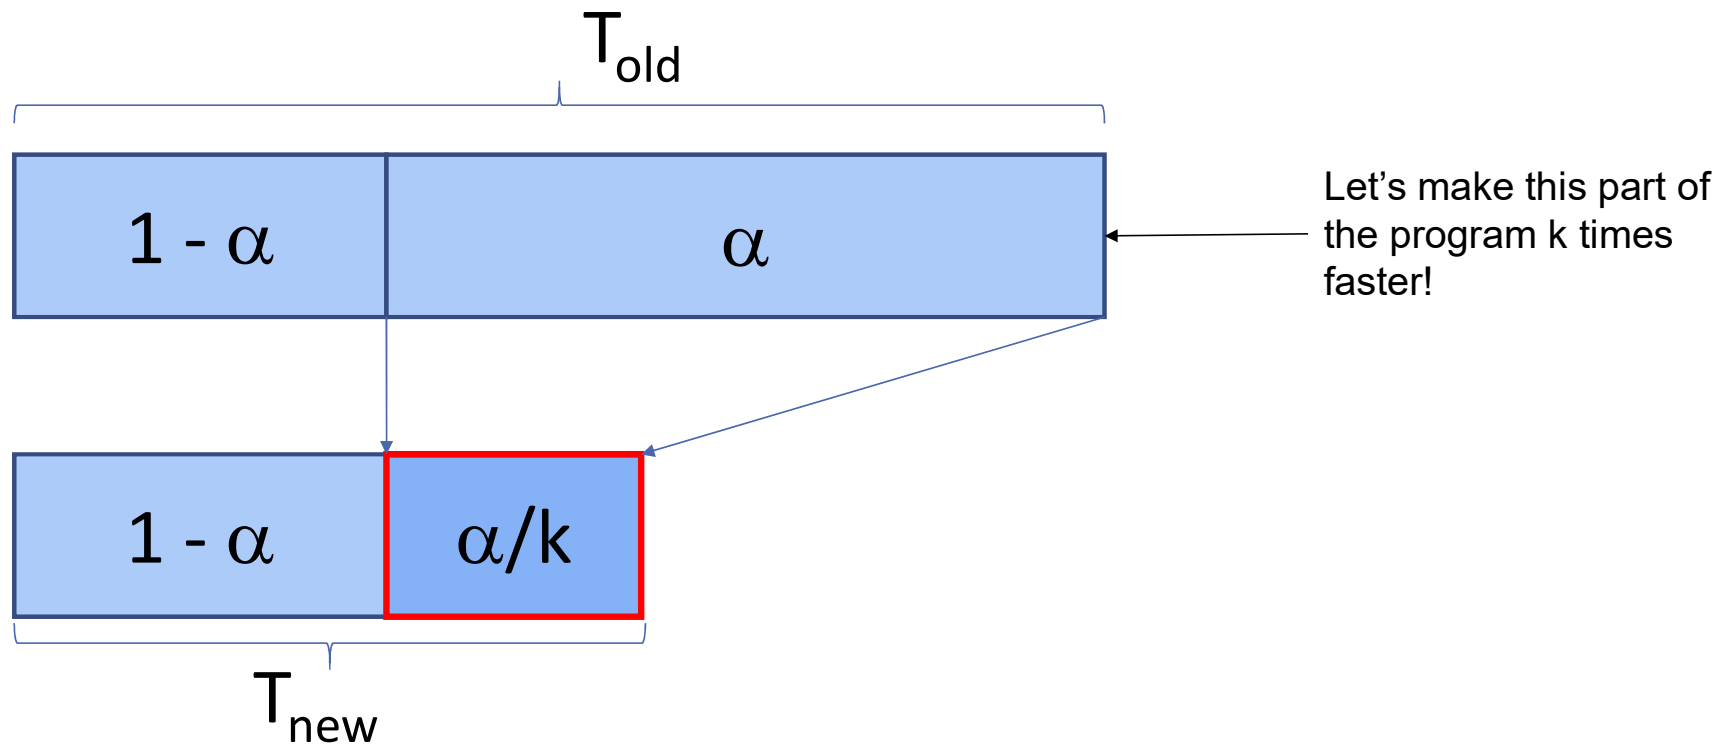 T_old
1 - α
α
Let’s make this part of
the program k times
faster!
1 - α
α/k
T_new